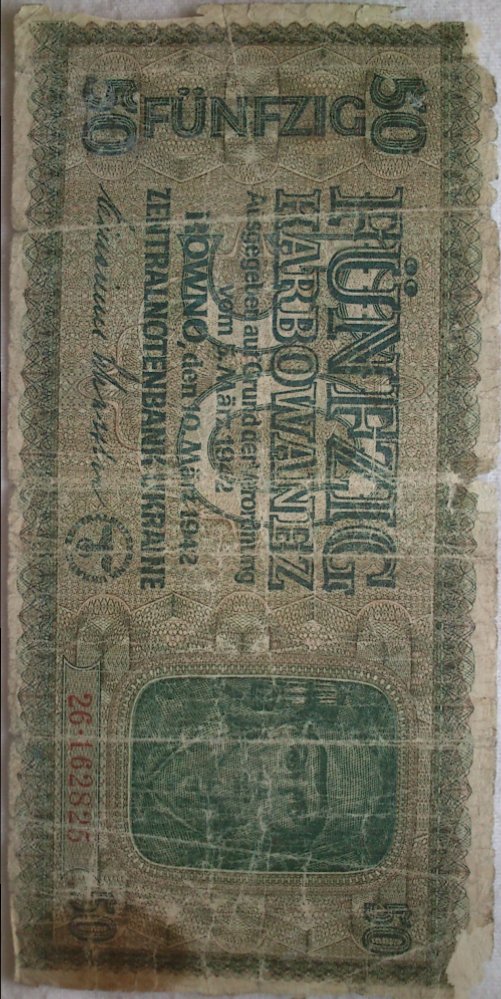 50 FÜNFZIG 50
FÜNFZIG
KARBOWANEZ
Ausgegeben auf Grund der Verordnung
vom 5. März 1942
ROWNO, den 10. März 1942
ZENTRALNOTENBANK UKRAINE
26·162825
50
50